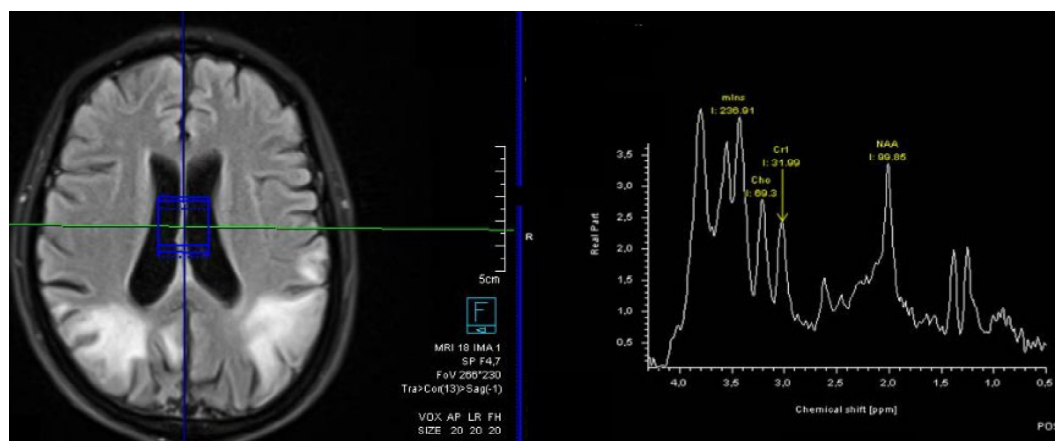 5cm
R
F
MRI 18 IMA 1
SP F4,7
FoV 266*230
Tra>Cor(13)>Sag(-1)
VOX AP LR FH
SIZE 20 20 20
mIns
I: 236.91
Cr1
I: 31.99
Cho
I: 69.3
NAA
I: 99.85
Real Part
3,5
3,0
2,5
2,0
1,5
1,0
0,5
4,0 3,5 3,0 2,5 2,0 1,5 1,0 0,5
Chemical shift [ppm]
POS